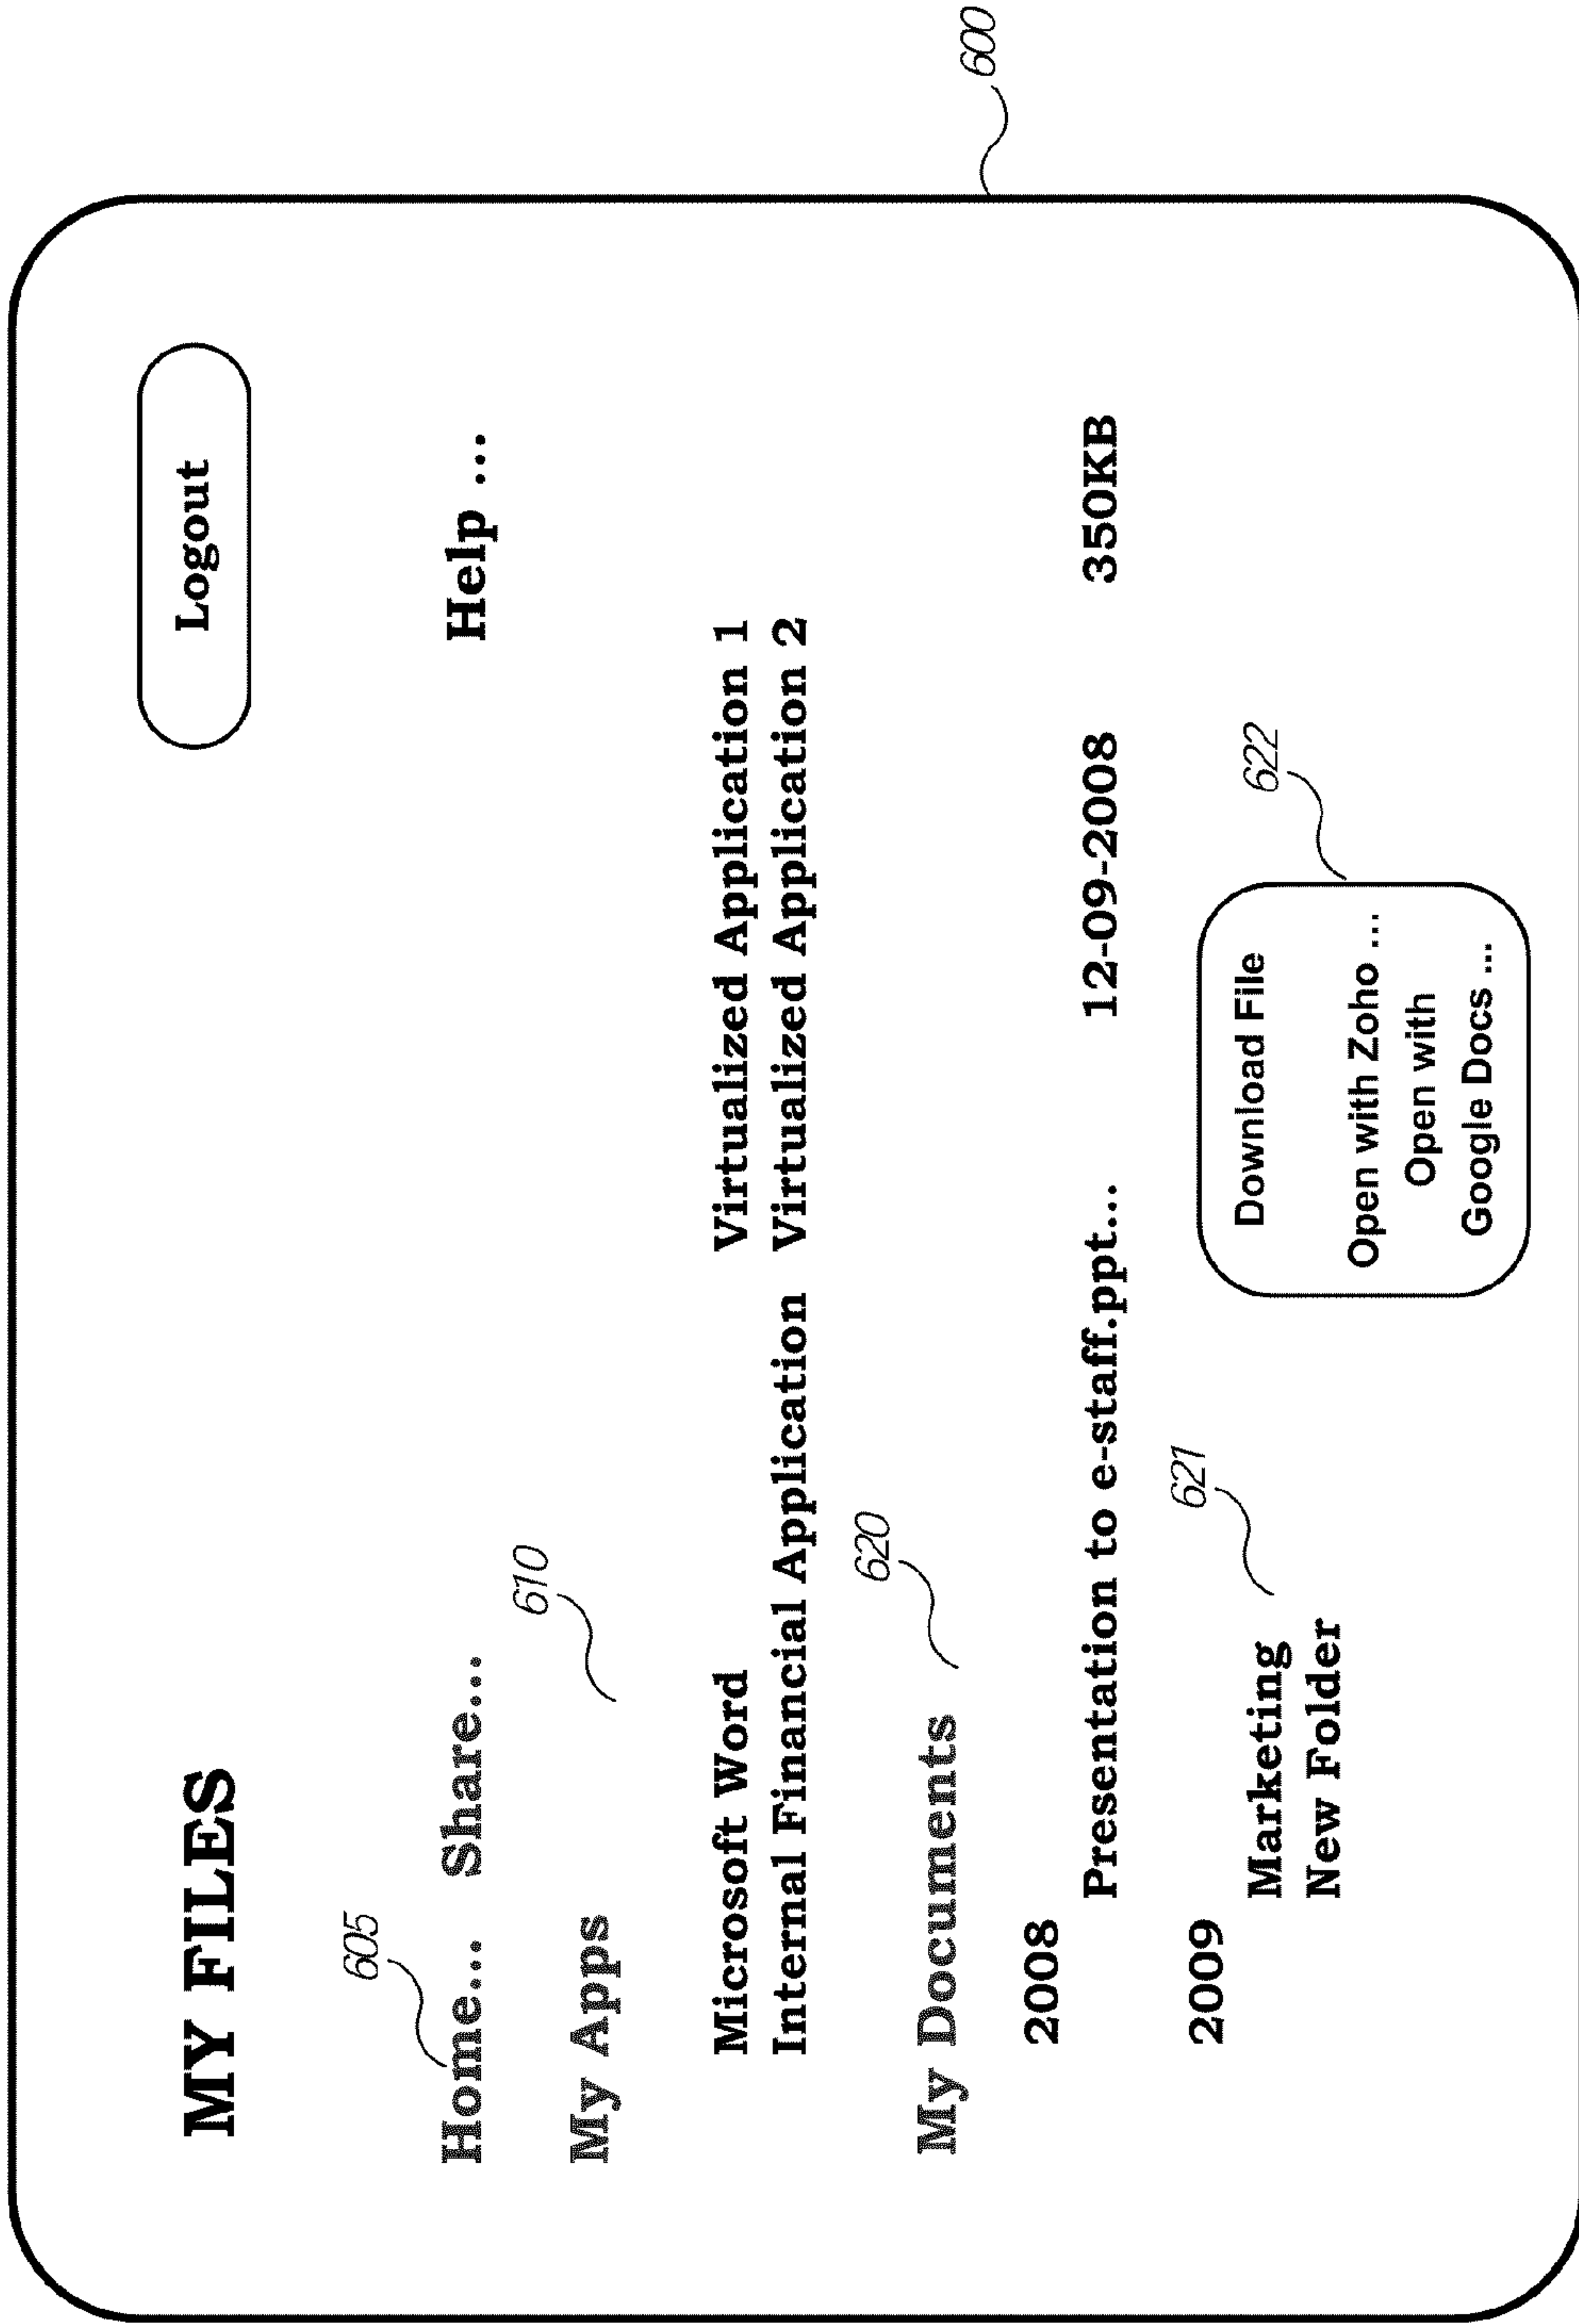 MY FILES
Logout
605
Home... Share...
Help ...
610
My Apps
Microsoft Word Virtualized Application 1
Internal Financial Application Virtualized Application 2
620
My Documents
600
2008
Presentation to e-staff.ppt... 12-09-2008 350KB
2009
621
622
Marketing
New Folder
Download File
Open with Zoho ...
Open with
Google Docs ...